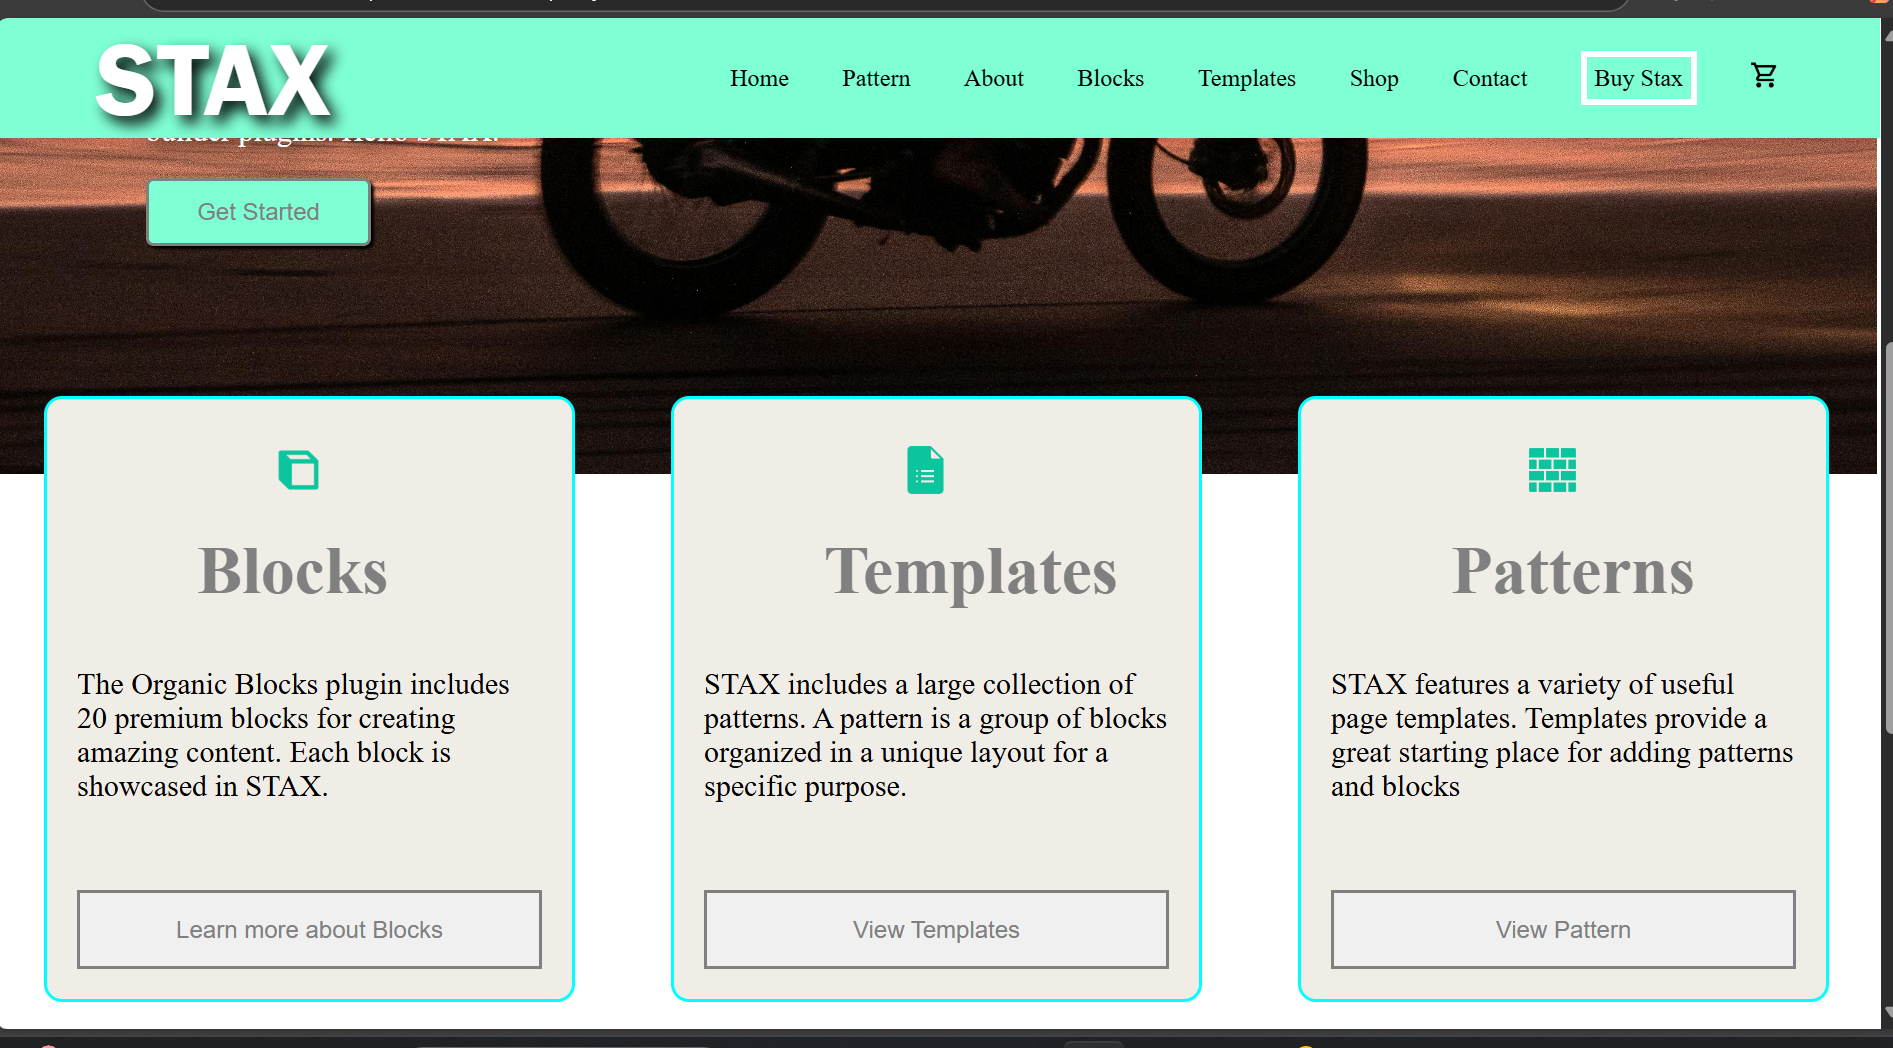 STAX
Home Pattern About Blocks Templates Shop Contact Buy Stax
builder plugins. Hello STAX.
Get Started
Blocks
The Organic Blocks plugin includes
20 premium blocks for creating
amazing content. Each block is
showcased in STAX.
Learn more about Blocks
Templates
STAX includes a large collection of
patterns. A pattern is a group of blocks
organized in a unique layout for a
specific purpose.
View Templates
Patterns
STAX features a variety of useful
page templates. Templates provide a
great starting place for adding patterns
and blocks
View Pattern